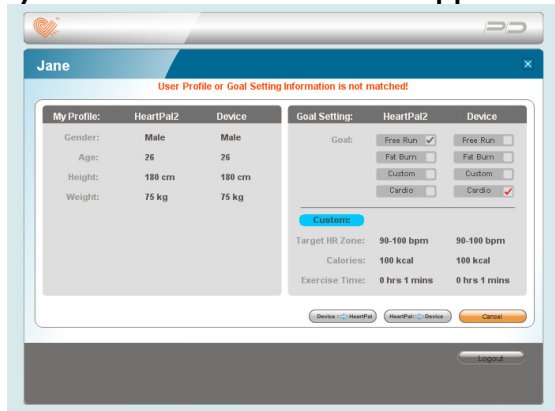 Jane
User Profile or Goal Setting Information is not matched!
My Profile: HeartPal2 Device
Gender: Male Male
Age: 26 26
Height: 180 cm 180 cm
Weight: 75 kg 75 kg
Goal Setting: HeartPal2 Device
Goal: Free Run Free Run
Fat Burn Fat Burn
Custom Custom
Cardio Cardio
Custom:
Target HR Zone: 90-100 bpm 90-100 bpm
Calories: 100 kcal 100 kcal
Exercise Time: 0 hrs 1 mins 0 hrs 1 mins
Device HeartPal HeartPal Device Cancel
Logout